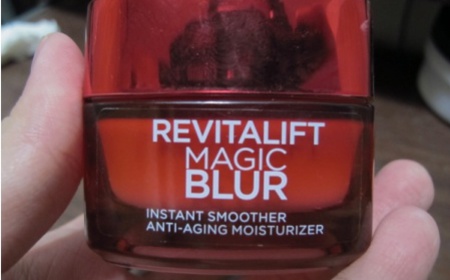 REVITALIFT
MAGIC
BLUR
INSTANT SMOOTHER
ANTI-AGING MOISTURIZER